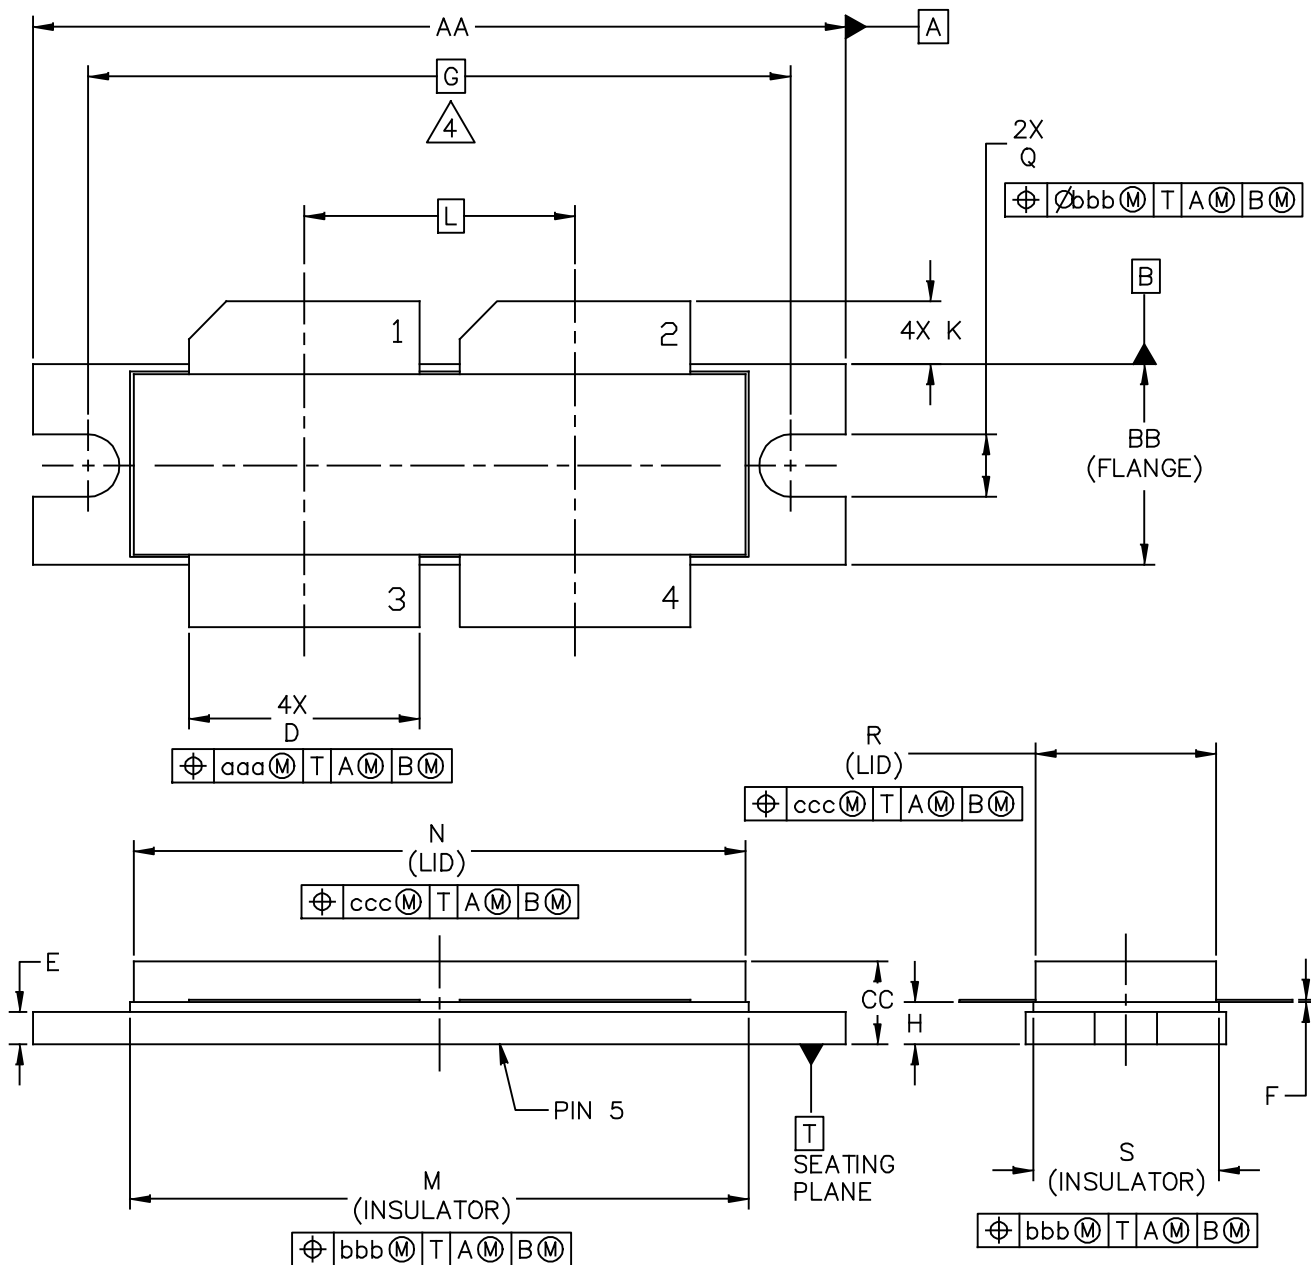 AA
A
G
4
2X
Q
⌖ Øbbb Ⓜ T A Ⓜ B Ⓜ
L
B
1
2
4X K
BB
(FLANGE)
3
4
4X
D
⌖ aaa Ⓜ T A Ⓜ B Ⓜ
R
(LID)
⌖ ccc Ⓜ T A Ⓜ B Ⓜ
N
(LID)
⌖ ccc Ⓜ T A Ⓜ B Ⓜ
E
CC
H
F
PIN 5
T
SEATING
PLANE
S
(INSULATOR)
⌖ bbb Ⓜ T A Ⓜ B Ⓜ
M
(INSULATOR)
⌖ bbb Ⓜ T A Ⓜ B Ⓜ